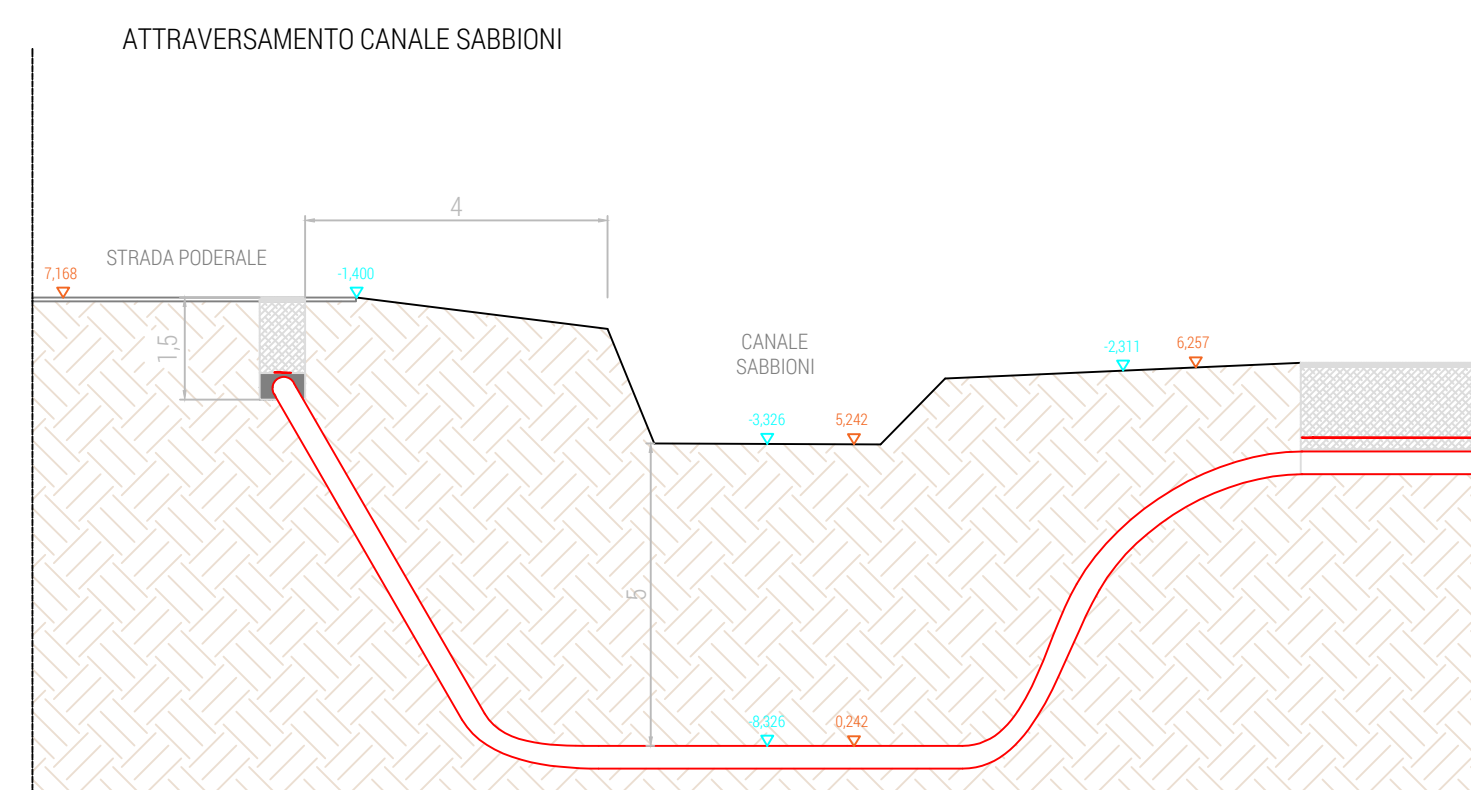 ATTRAVERSAMENTO CANALE SABBIONI
4
STRADA PODERALE
7,168
-1,400
1,5
CANALE
SABBIONI
-2,311
6,257
-3,326
5,242
5
-8,326
0,242